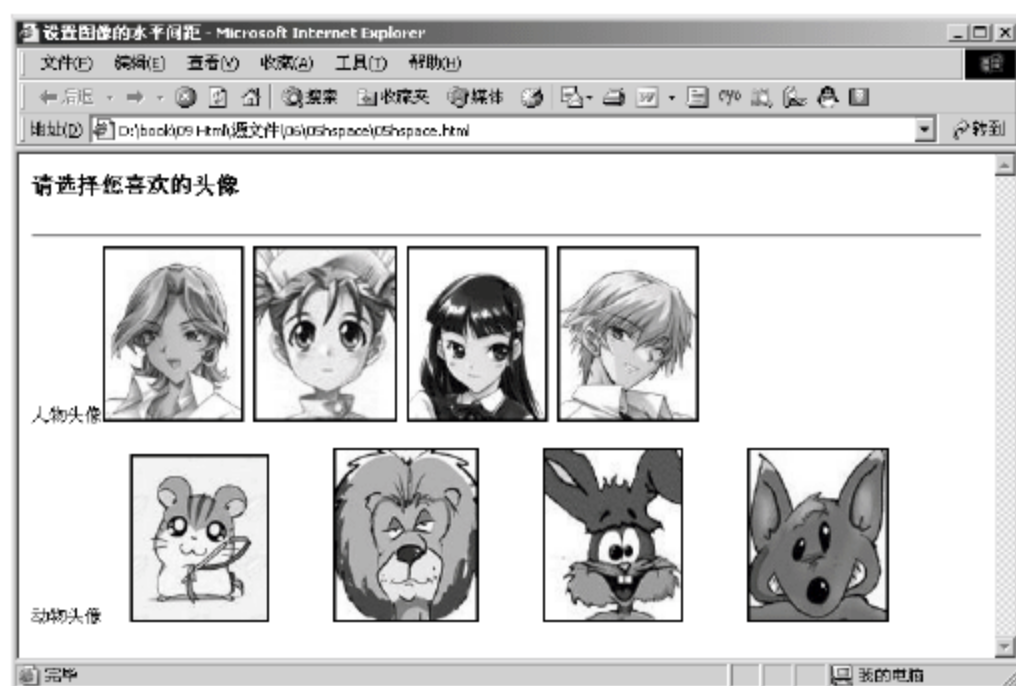 设置图像的水平间距 - Microsoft Internet Explorer
文件(F) 编辑(E) 查看(V) 收藏(A) 工具(T) 帮助(H)
后退 搜索 收藏夹 媒体
地址(D) D:\book\09 Html\源文件\06\05hspace\05hspace.html 转到
请选择您喜欢的头像
人物头像
动物头像
完毕 我的电脑